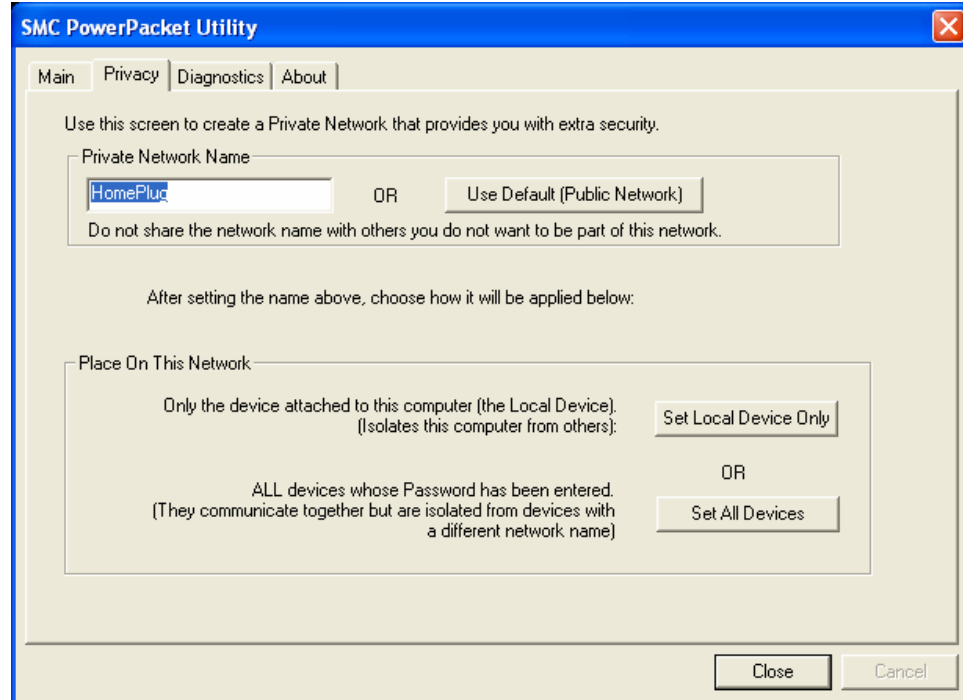 SMC PowerPacket Utility
Main Privacy Diagnostics About
Use this screen to create a Private Network that provides you with extra security.
Private Network Name
HomePlug OR Use Default (Public Network)
Do not share the network name with others you do not want to be part of this network.
After setting the name above, choose how it will be applied below:
Place On This Network
Only the device attached to this computer (the Local Device).
(Isolates this computer from others):
Set Local Device Only
OR
ALL devices whose Password has been entered.
(They communicate together but are isolated from devices with
a different network name)
Set All Devices
Close Cancel